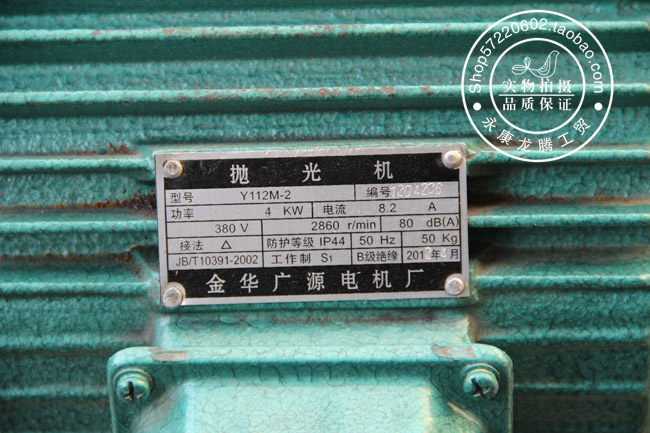 Shop57220602.taobao.com
实物拍摄
品质保证
永康龙腾工贸
抛光机
型号 Y112M-2 编号
功率 4 KW 电流 8.2 A
380 V 2860 r/min 80 dB(A)
接法 △ 防护等级 IP44 50 Hz 50 Kg
JB/T10391-2002 工作制 S1 B级绝缘 201 年 月
金华广源电机厂